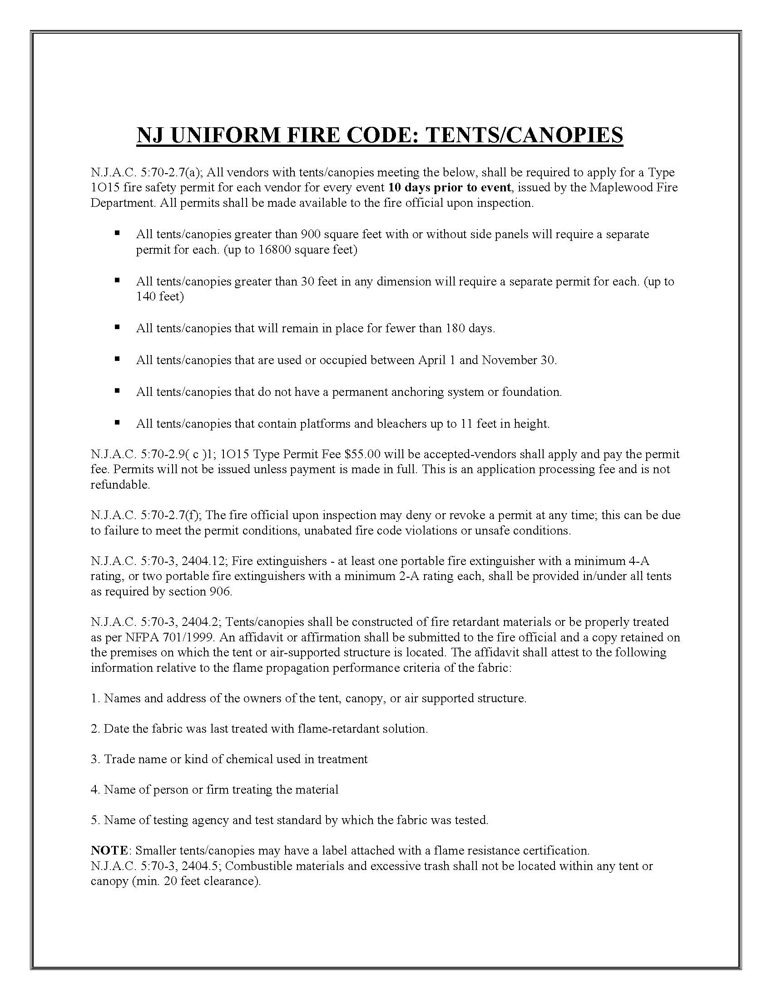 NJ UNIFORM FIRE CODE: TENTS/CANOPIES
N.J.A.C. 5:70-2.7(a); All vendors with tents/canopies meeting the below, shall be required to apply for a Type
1O15 fire safety permit for each vendor for every event 10 days prior to event, issued by the Maplewood Fire
Department. All permits shall be made available to the fire official upon inspection.
▪ All tents/canopies greater than 900 square feet with or without side panels will require a separate
permit for each. (up to 16800 square feet)
▪ All tents/canopies greater than 30 feet in any dimension will require a separate permit for each. (up to
140 feet)
▪ All tents/canopies that will remain in place for fewer than 180 days.
▪ All tents/canopies that are used or occupied between April 1 and November 30.
▪ All tents/canopies that do not have a permanent anchoring system or foundation.
▪ All tents/canopies that contain platforms and bleachers up to 11 feet in height.
N.J.A.C. 5:70-2.9( c )1; 1O15 Type Permit Fee $55.00 will be accepted-vendors shall apply and pay the permit
fee. Permits will not be issued unless payment is made in full. This is an application processing fee and is not
refundable.
N.J.A.C. 5:70-2.7(f); The fire official upon inspection may deny or revoke a permit at any time; this can be due
to failure to meet the permit conditions, unabated fire code violations or unsafe conditions.
N.J.A.C. 5:70-3, 2404.12; Fire extinguishers - at least one portable fire extinguisher with a minimum 4-A
rating, or two portable fire extinguishers with a minimum 2-A rating each, shall be provided in/under all tents
as required by section 906.
N.J.A.C. 5:70-3, 2404.2; Tents/canopies shall be constructed of fire retardant materials or be properly treated
as per NFPA 701/1999. An affidavit or affirmation shall be submitted to the fire official and a copy retained on
the premises on which the tent or air-supported structure is located. The affidavit shall attest to the following
information relative to the flame propagation performance criteria of the fabric:
1. Names and address of the owners of the tent, canopy, or air supported structure.
2. Date the fabric was last treated with flame-retardant solution.
3. Trade name or kind of chemical used in treatment
4. Name of person or firm treating the material
5. Name of testing agency and test standard by which the fabric was tested.
NOTE: Smaller tents/canopies may have a label attached with a flame resistance certification.
N.J.A.C. 5:70-3, 2404.5; Combustible materials and excessive trash shall not be located within any tent or
canopy (min. 20 feet clearance).